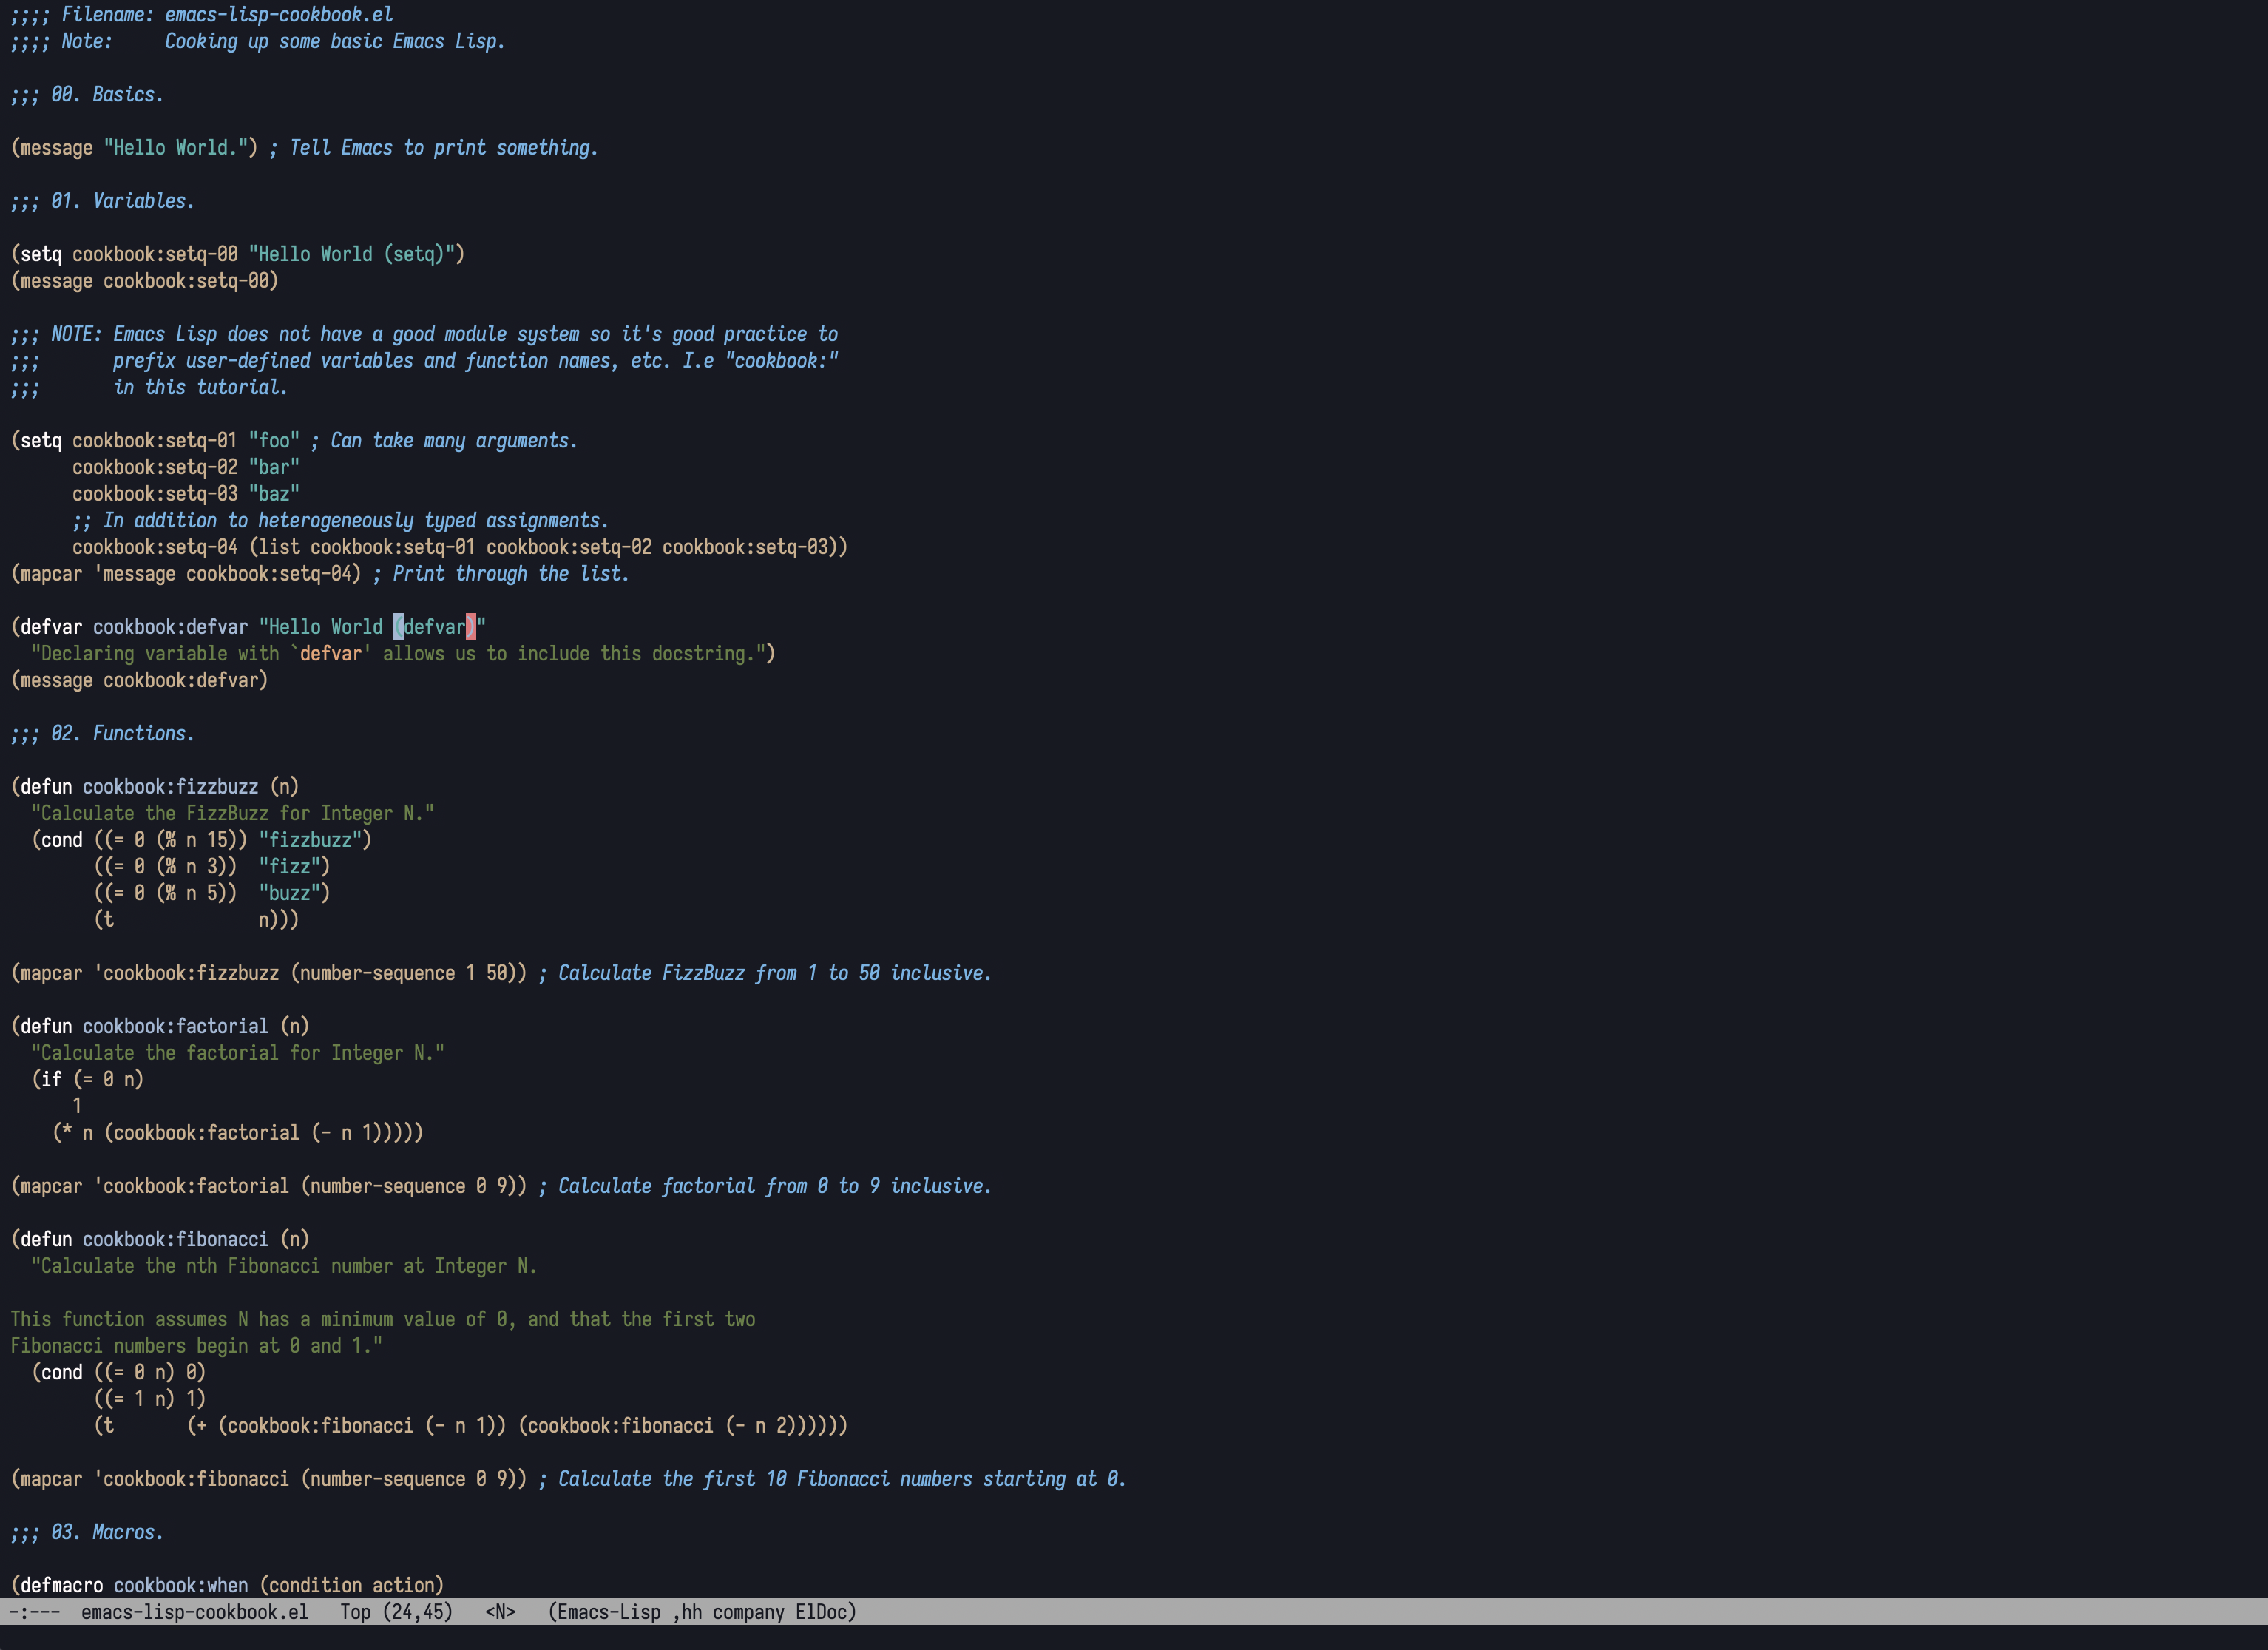 ;;;; Filename: emacs-lisp-cookbook.el
;;;; Note:     Cooking up some basic Emacs Lisp.

;;; 00. Basics.

(message "Hello World.") ; Tell Emacs to print something.

;;; 01. Variables.

(setq cookbook:setq-00 "Hello World (setq)")
(message cookbook:setq-00)

;;; NOTE: Emacs Lisp does not have a good module system so it's good practice to
;;;       prefix user-defined variables and function names, etc. I.e "cookbook:"
;;;       in this tutorial.

(setq cookbook:setq-01 "foo" ; Can take many arguments.
      cookbook:setq-02 "bar"
      cookbook:setq-03 "baz"
      ;; In addition to heterogeneously typed assignments.
      cookbook:setq-04 (list cookbook:setq-01 cookbook:setq-02 cookbook:setq-03))
(mapcar 'message cookbook:setq-04) ; Print through the list.

(defvar cookbook:defvar "Hello World (defvar)"
  "Declaring variable with `defvar' allows us to include this docstring.")
(message cookbook:defvar)

;;; 02. Functions.

(defun cookbook:fizzbuzz (n)
  "Calculate the FizzBuzz for Integer N."
  (cond ((= 0 (% n 15)) "fizzbuzz")
        ((= 0 (% n 3))  "fizz")
        ((= 0 (% n 5))  "buzz")
        (t              n)))

(mapcar 'cookbook:fizzbuzz (number-sequence 1 50)) ; Calculate FizzBuzz from 1 to 50 inclusive.

(defun cookbook:factorial (n)
  "Calculate the factorial for Integer N."
  (if (= 0 n)
      1
    (* n (cookbook:factorial (- n 1)))))

(mapcar 'cookbook:factorial (number-sequence 0 9)) ; Calculate factorial from 0 to 9 inclusive.

(defun cookbook:fibonacci (n)
  "Calculate the nth Fibonacci number at Integer N.

This function assumes N has a minimum value of 0, and that the first two
Fibonacci numbers begin at 0 and 1."
  (cond ((= 0 n) 0)
        ((= 1 n) 1)
        (t       (+ (cookbook:fibonacci (- n 1)) (cookbook:fibonacci (- n 2))))))

(mapcar 'cookbook:fibonacci (number-sequence 0 9)) ; Calculate the first 10 Fibonacci numbers starting at 0.

;;; 03. Macros.

(defmacro cookbook:when (condition action)
-:---  emacs-lisp-cookbook.el   Top (24,45)   <N>   (Emacs-Lisp ,hh company ElDoc)